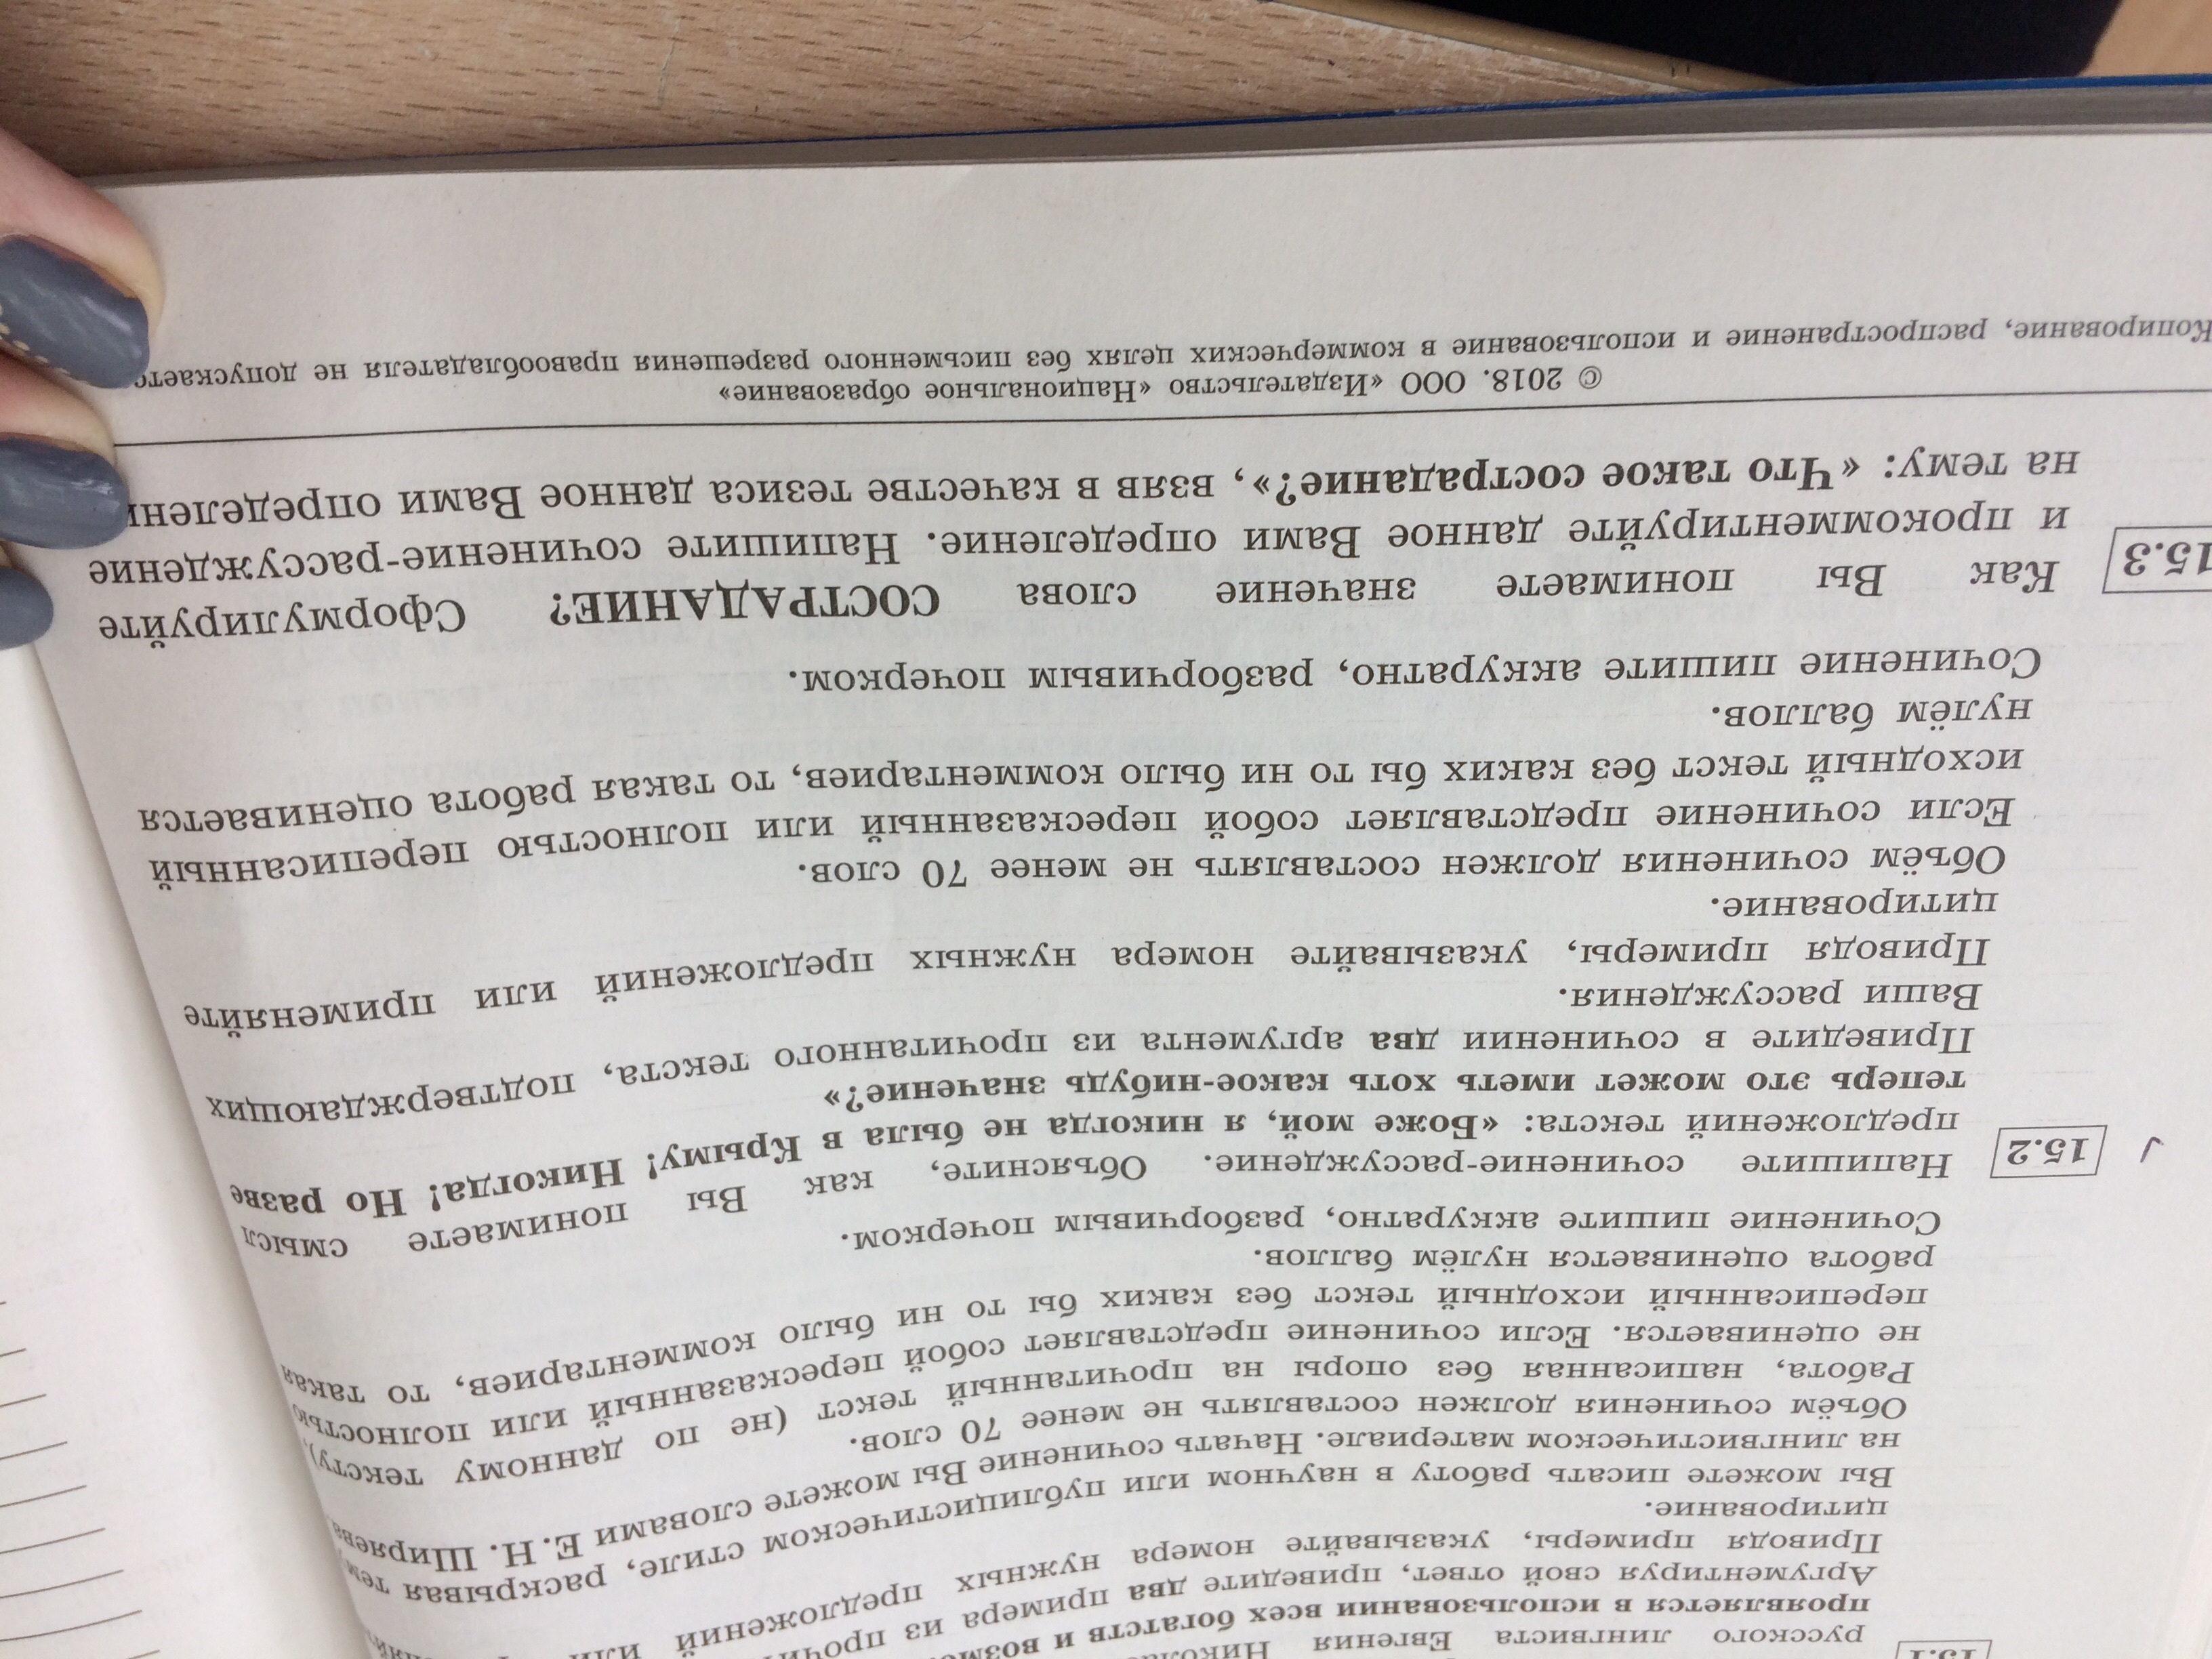 15.1
русского лингвиста Евгения
проявляется в использовании всех богатств и
Аргументируя свой ответ, приведите два примера из
Приводя примеры, указывайте номера нужных предложений или
цитирование.
Вы можете писать работу в научном или публицистическом стиле, раскрывая
на лингвистическом материале. Начать сочинение Вы можете словами Е. Н. Ширяева
Объём сочинения должен составлять не менее 70 слов.
Работа, написанная без опоры на прочитанный текст (не по данному тексту),
не оценивается. Если сочинение представляет собой пересказанный или полностью
переписанный исходный текст без каких бы то ни было комментариев, то такая
работа оценивается нулём баллов.
Сочинение пишите аккуратно, разборчивым почерком.
15.2 Напишите сочинение-рассуждение. Объясните, как Вы понимаете смысл
предложений текста: «Боже мой, я никогда не была в Крыму! Никогда! Но разве
теперь это может иметь хоть какое-нибудь значение?»
Приведите в сочинении два аргумента из прочитанного текста, подтверждающих
Ваши рассуждения.
Приводя примеры, указывайте номера нужных предложений или применяйте
цитирование.
Объём сочинения должен составлять не менее 70 слов.
Если сочинение представляет собой пересказанный или полностью переписанный
исходный текст без каких бы то ни было комментариев, то такая работа оценивается
нулём баллов.
Сочинение пишите аккуратно, разборчивым почерком.
15.3 Как Вы понимаете значение слова СОСТРАДАНИЕ? Сформулируйте
и прокомментируйте данное Вами определение. Напишите сочинение-рассуждение
на тему: «Что такое сострадание?», взяв в качестве тезиса данное Вами
© 2018. ООО «Издательство «Национальное образование»
Копирование, распространение и использование в коммерческих целях без письменного разрешения правообладателя не допускается